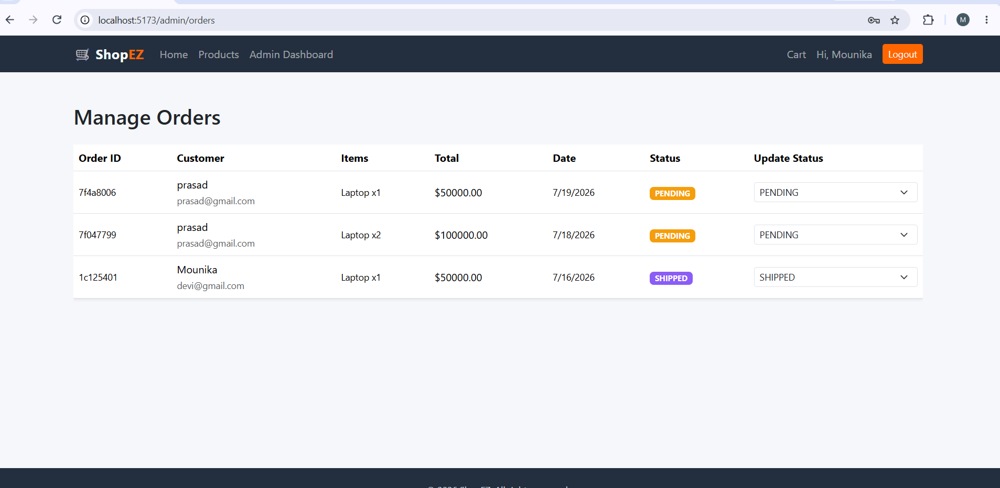 localhost:5173/admin/orders
M
ShopEZ Home Products Admin Dashboard Cart Hi, Mounika Logout
Manage Orders
Order ID Customer Items Total Date Status Update Status
7f4a8006 prasad Laptop x1 $50000.00 7/19/2026 PENDING PENDING
prasad@gmail.com
7f047799 prasad Laptop x2 $100000.00 7/18/2026 PENDING PENDING
prasad@gmail.com
1c125401 Mounika Laptop x1 $50000.00 7/16/2026 SHIPPED SHIPPED
devi@gmail.com